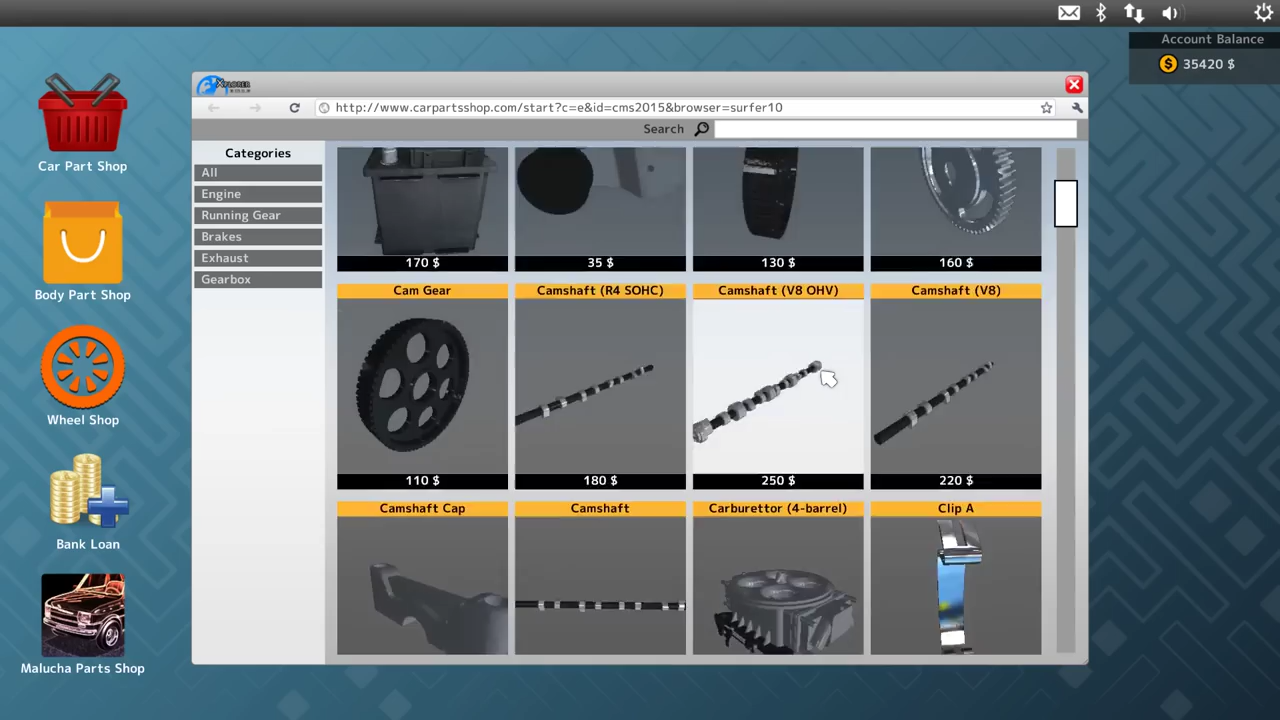 Account Balance
$ 35420 $
XPLORER
http://www.carpartsshop.com/start?c=e&id=cms2015&browser=surfer10
Search
Categories
All
Engine
Running Gear
Brakes
Exhaust
Gearbox
170 $
35 $
130 $
160 $
Cam Gear
Camshaft (R4 SOHC)
Camshaft (V8 OHV)
Camshaft (V8)
110 $
180 $
250 $
220 $
Camshaft Cap
Camshaft
Carburettor (4-barrel)
Clip A
Car Part Shop
Body Part Shop
Wheel Shop
Bank Loan
Malucha Parts Shop